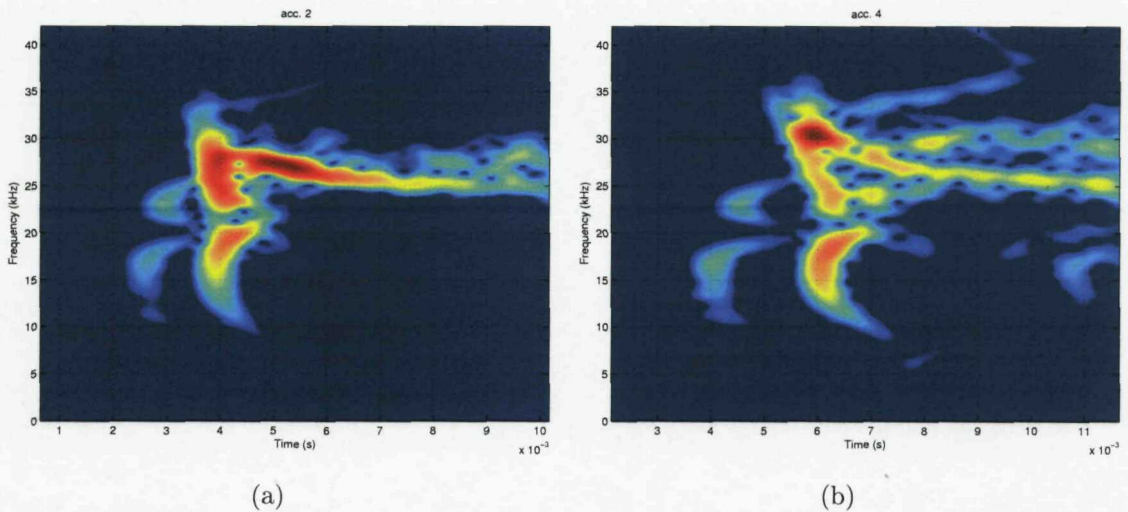 acc. 2
40
35
30
25
20
15
10
5
0
Frequency (kHz)
1 2 3 4 5 6 7 8 9 10
Time (s)
x 10⁻³
(a)
acc. 4
40
35
30
25
20
15
10
5
0
Frequency (kHz)
3 4 5 6 7 8 9 10 11
Time (s)
x 10⁻³
(b)